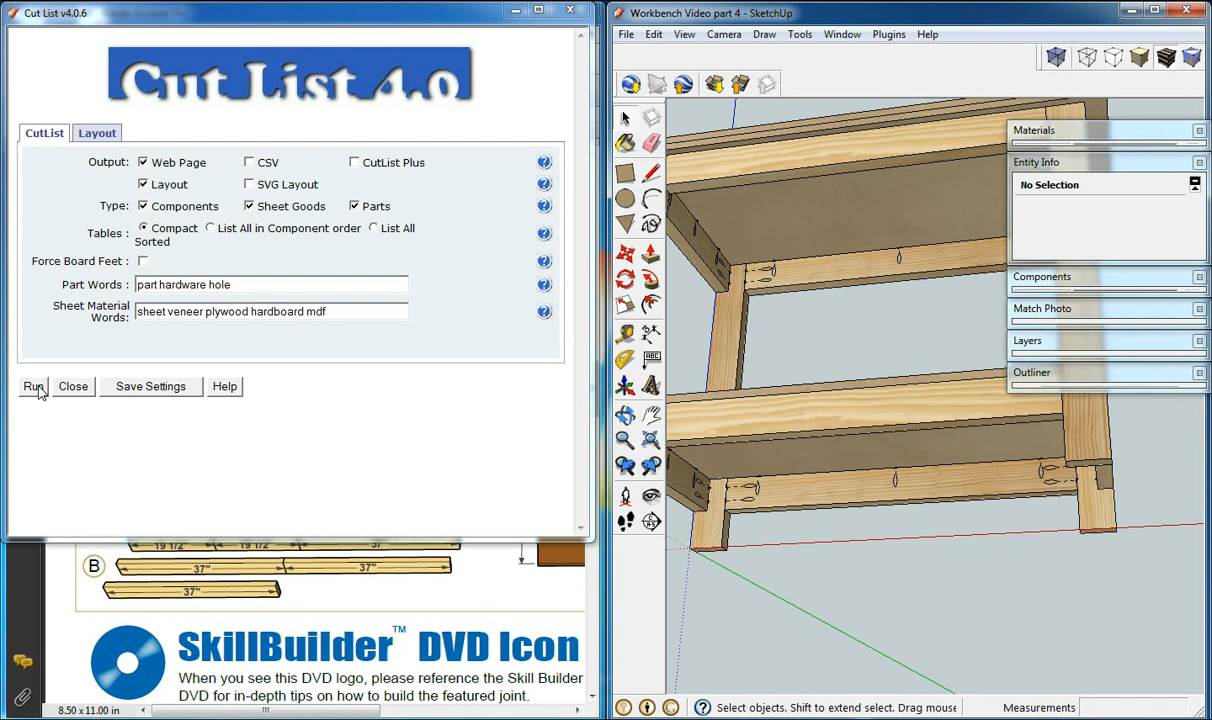 Cut List v4.0.6
Cut List 4.0
CutList
Layout
Output:
Web Page
CSV
CutList Plus
Layout
SVG Layout
Type:
Components
Sheet Goods
Parts
Tables :
Compact
List All in Component order
List All
Sorted
Force Board Feet :
Part Words :
part hardware hole
Sheet Material
Words:
sheet veneer plywood hardboard mdf
Run
Close
Save Settings
Help
19 1/2"
19 1/2"
37"
B
37"
37"
37"
SkillBuilder™ DVD Icon
When you see this DVD logo, please reference the Skill Builder
DVD for in-depth tips on how to build the featured joint.
8.50 x 11.00 in
Workbench Video part 4 - SketchUp
File Edit View Camera Draw Tools Window Plugins Help
Materials
Entity Info
No Selection
Components
Match Photo
Layers
Outliner
ABC
Select objects. Shift to extend select. Drag mouse
Measurements